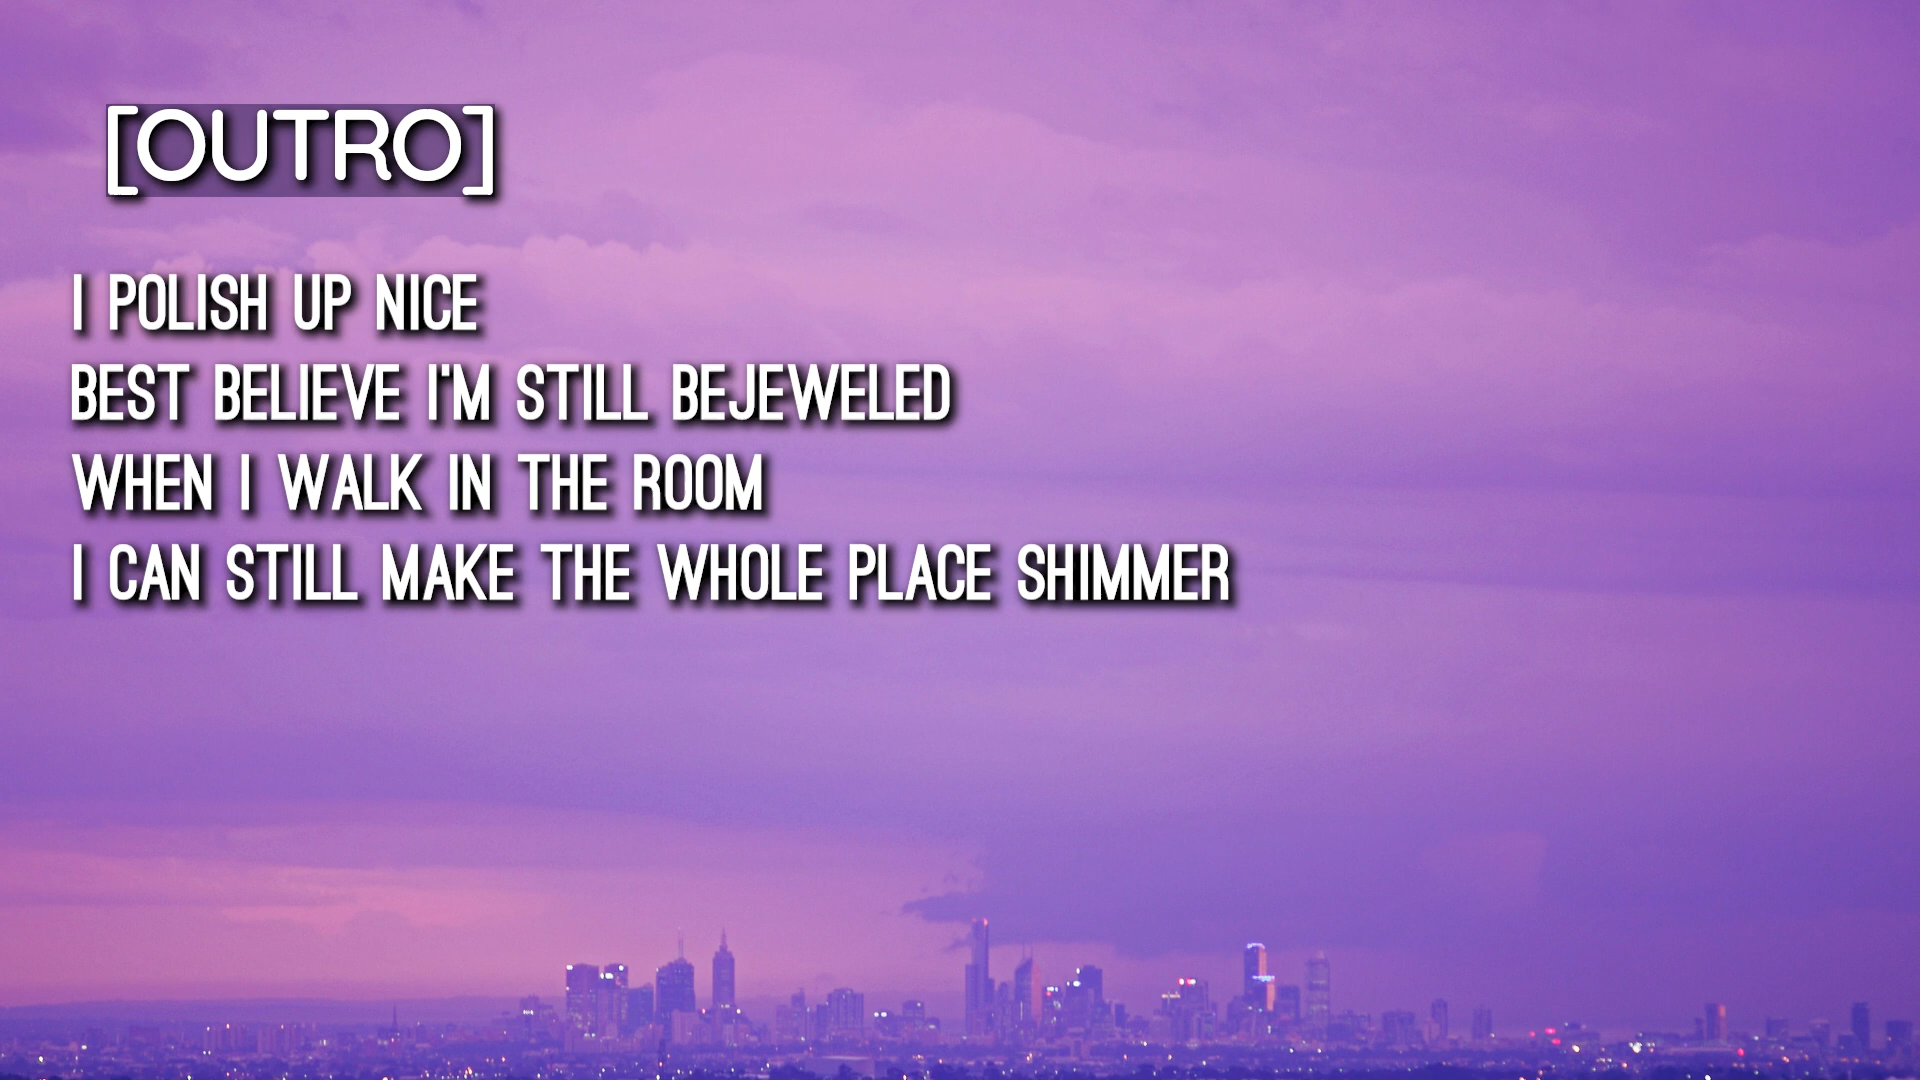 [OUTRO]
I POLISH UP NICE
BEST BELIEVE I'M STILL BEJEWELED
WHEN I WALK IN THE ROOM
I CAN STILL MAKE THE WHOLE PLACE SHIMMER